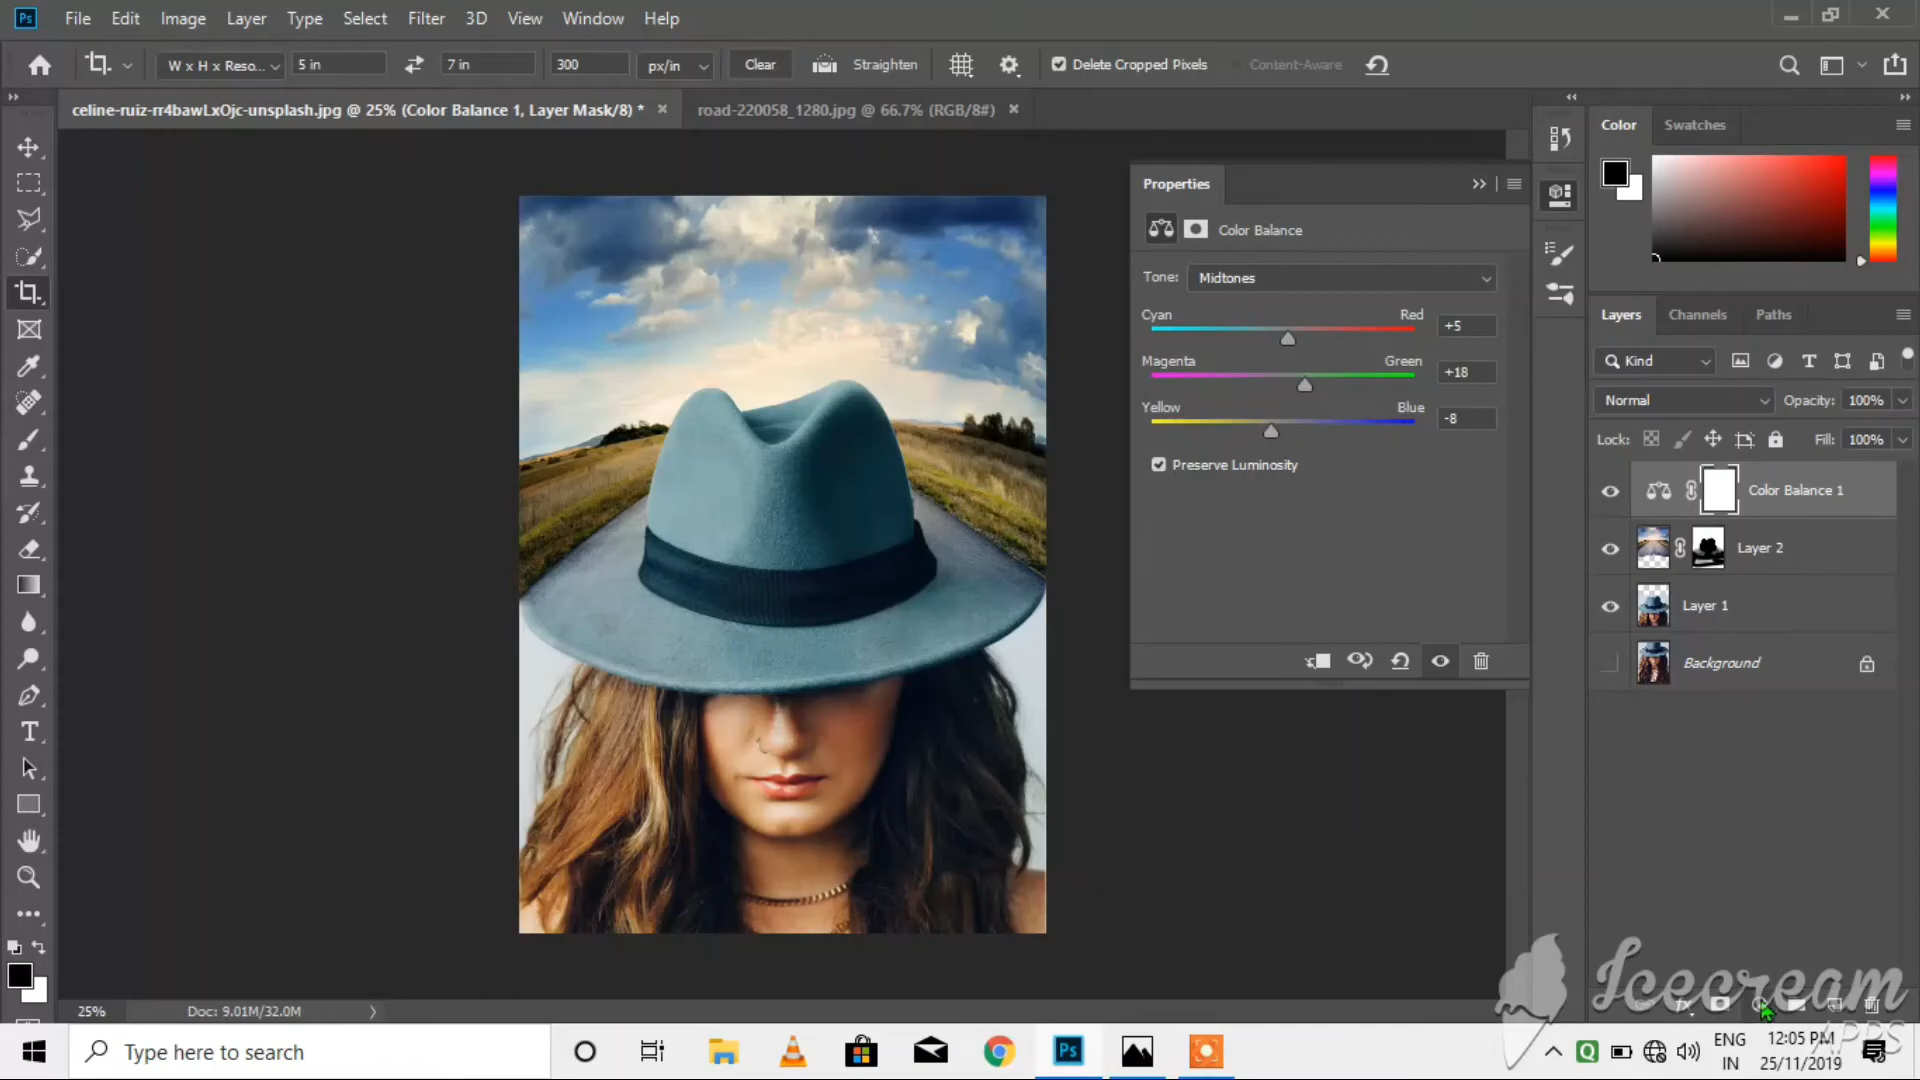 Ps File Edit Image Layer Type Select Filter 3D View Window Help
W x H x Reso... 5 in 7 in 300 px/in Clear Straighten Delete Cropped Pixels Content-Aware
celine-ruiz-rr4bawLxOjc-unsplash.jpg @ 25% (Color Balance 1, Layer Mask/8) * road-220058_1280.jpg @ 66.7% (RGB/8#)
Color Swatches
Properties
Color Balance
Tone: Midtones
Cyan Red +5
Magenta Green +18
Yellow Blue -8
Preserve Luminosity
Layers Channels Paths
Kind
Normal Opacity: 100%
Lock: Fill: 100%
Color Balance 1
Layer 2
Layer 1
Background
25% Doc: 9.01M/32.0M
Icecream
APPS
Type here to search
Ps
ENG
IN
12:05 PM
25/11/2019